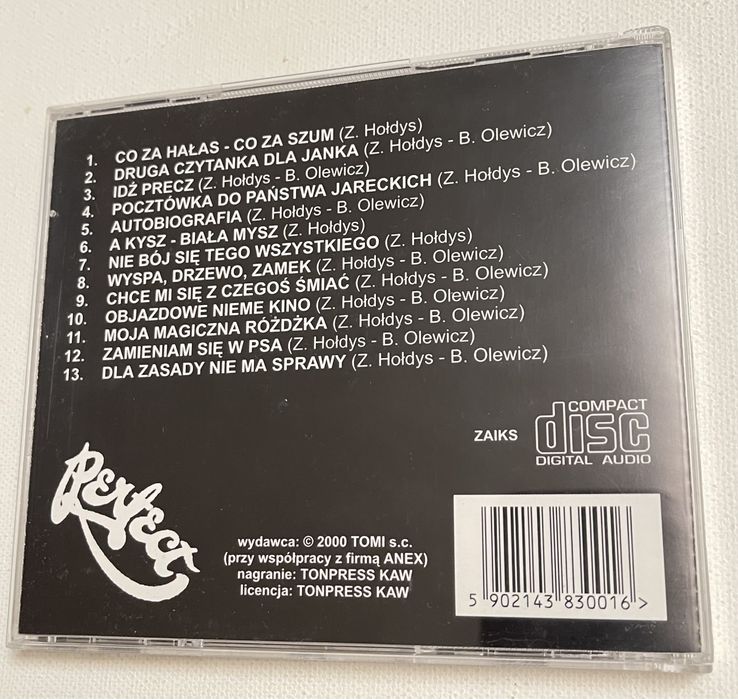 1. CO ZA HAŁAS - CO ZA SZUM (Z. Hołdys)
2. DRUGA CZYTANKA DLA JANKA (Z. Hołdys - B. Olewicz)
3. IDŹ PRECZ (Z. Hołdys - B. Olewicz)
4. POCZTÓWKA DO PAŃSTWA JARECKICH (Z. Hołdys - B. Olewicz)
5. AUTOBIOGRAFIA (Z. Hołdys - B. Olewicz)
6. A KYSZ - BIAŁA MYSZ (Z. Hołdys)
7. NIE BÓJ SIĘ TEGO WSZYSTKIEGO (Z. Hołdys)
8. WYSPA, DRZEWO, ZAMEK (Z. Hołdys - B. Olewicz)
9. CHCE MI SIĘ Z CZEGOŚ ŚMIAĆ (Z. Hołdys - B. Olewicz)
10. OBJAZDOWE NIEME KINO (Z. Hołdys - B. Olewicz)
11. MOJA MAGICZNA RÓŻDŻKA (Z. Hołdys - B. Olewicz)
12. ZAMIENIAM SIĘ W PSA (Z. Hołdys - B. Olewicz)
13. DLA ZASADY NIE MA SPRAWY (Z. Hołdys - B. Olewicz)
ZAIKS
COMPACT
disc
DIGITAL AUDIO
Perfect
wydawca: © 2000 TOMI s.c.
(przy współpracy z firmą ANEX)
nagranie: TONPRESS KAW
licencja: TONPRESS KAW
5 902143 830016 >